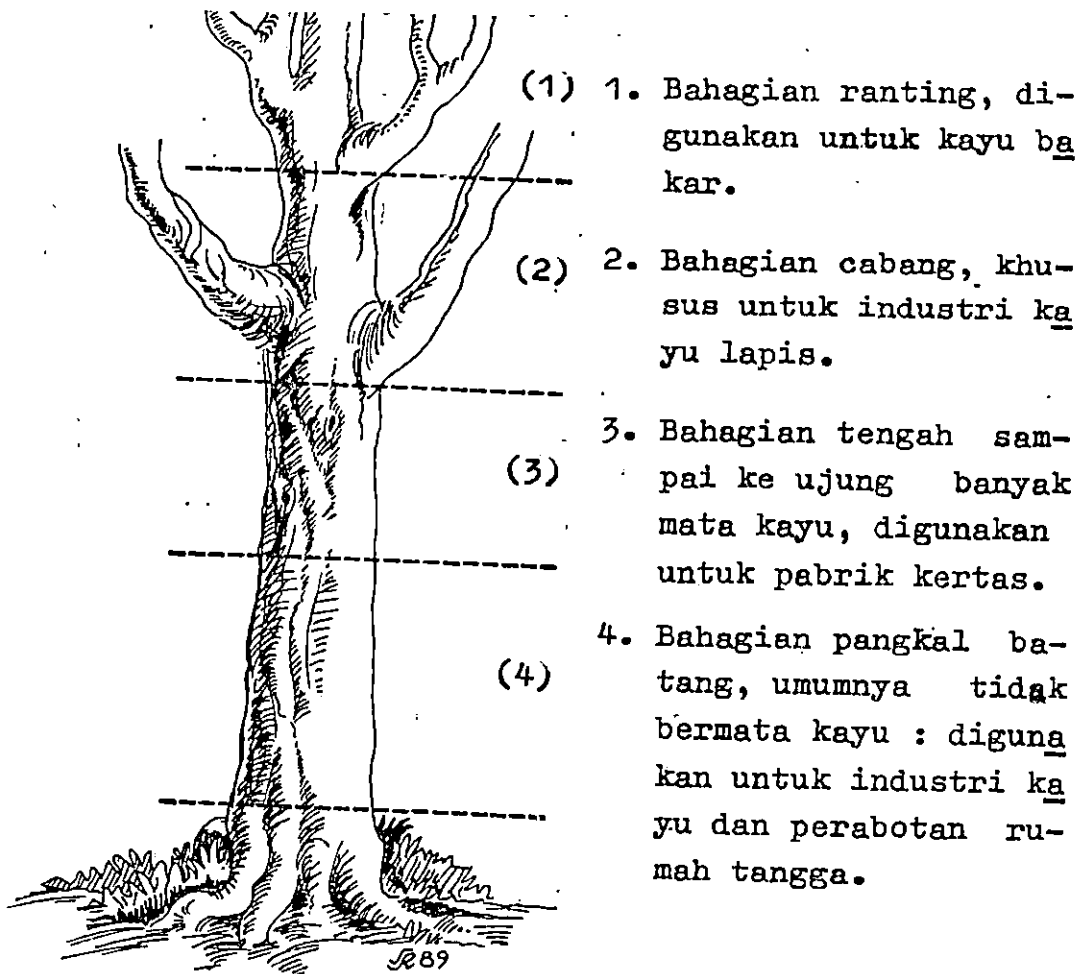 (1) 1. Bahagian ranting, di-
gunakan untuk kayu ba
kar.
(2) 2. Bahagian cabang, khu-
sus untuk industri ka
yu lapis.
(3) 3. Bahagian tengah sam-
pai ke ujung banyak
mata kayu, digunakan
untuk pabrik kertas.
(4) 4. Bahagian pangkal ba-
tang, umumnya tidak
bermata kayu : diguna
kan untuk industri ka
yu dan perabotan ru-
mah tangga.
89